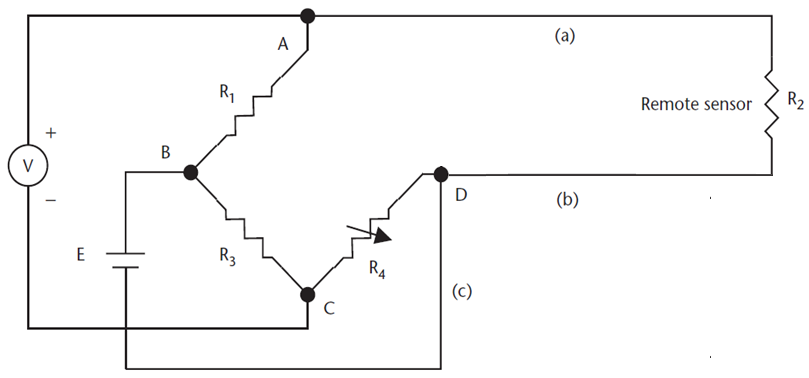 A
(a)
R1
Remote sensor
R2
+
B
V
D
(b)
−
E
R3
R4
(c)
C